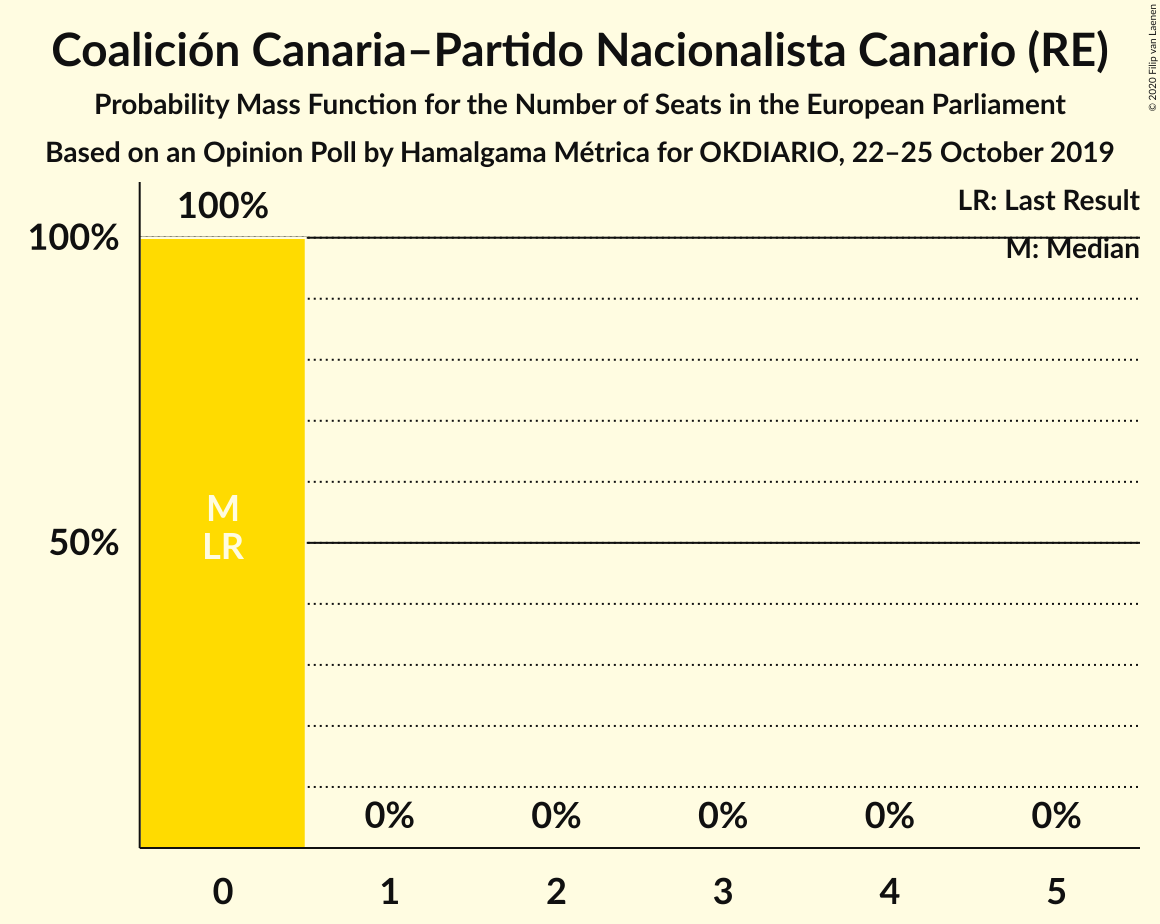 Coalición Canaria–Partido Nacionalista Canario (RE)
Probability Mass Function for the Number of Seats in the European Parliament
Based on an Opinion Poll by Hamalgama Métrica for OKDIARIO, 22–25 October 2019
© 2020 Filip van Laenen
LR: Last Result
M: Median
100%
100%
50%
M
LR
0% 0% 0% 0% 0%
0 1 2 3 4 5